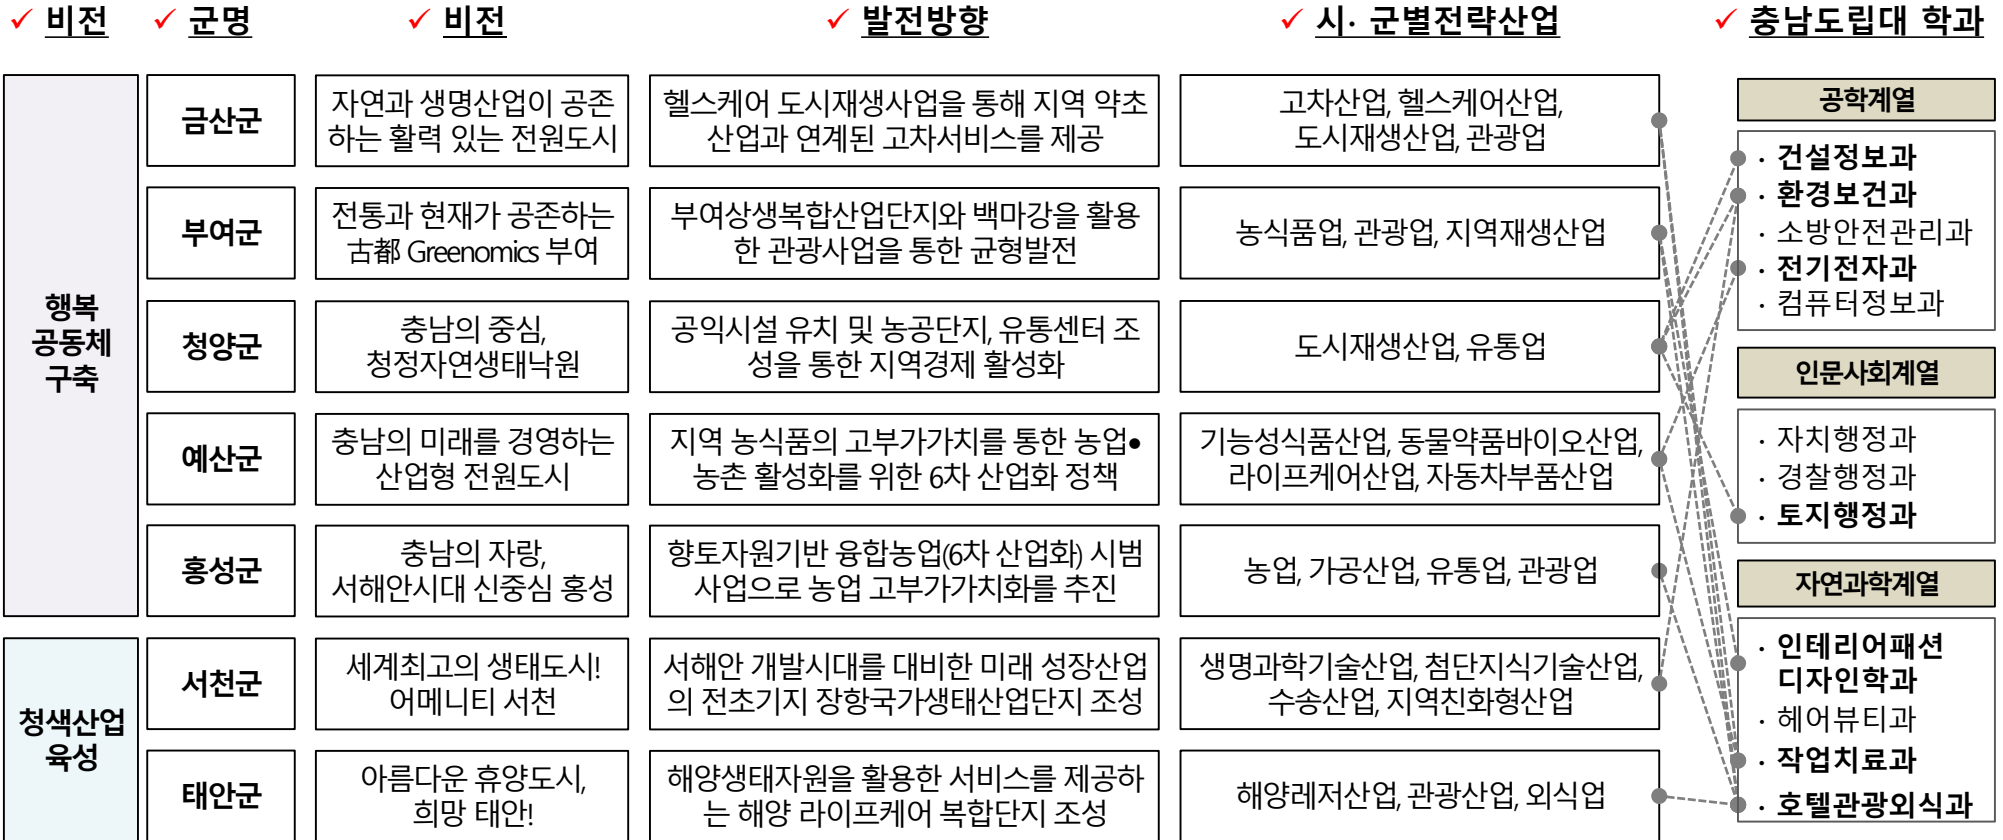 ✓ 비전 ✓ 군명 ✓ 비전 ✓ 발전방향 ✓ 시· 군별전략산업 ✓ 충남도립대 학과
행복
공동체
구축
금산군
자연과 생명산업이 공존
하는 활력 있는 전원도시
헬스케어 도시재생사업을 통해 지역 약초
산업과 연계된 고차서비스를 제공
고차산업, 헬스케어산업,
도시재생산업, 관광업
부여군
전통과 현재가 공존하는
古都 Greenomics 부여
부여상생복합산업단지와 백마강을 활용
한 관광사업을 통한 균형발전
농식품업, 관광업, 지역재생산업
청양군
충남의 중심,
청정자연생태낙원
공익시설 유치 및 농공단지, 유통센터 조
성을 통한 지역경제 활성화
도시재생산업, 유통업
예산군
충남의 미래를 경영하는
산업형 전원도시
지역 농식품의 고부가가치를 통한 농업•
농촌 활성화를 위한 6차 산업화 정책
기능성식품산업, 동물약품바이오산업,
라이프케어산업, 자동차부품산업
홍성군
충남의 자랑,
서해안시대 신중심 홍성
향토자원기반 융합농업(6차 산업화) 시범
사업으로 농업 고부가가치화를 추진
농업, 가공산업, 유통업, 관광업
청색산업
육성
서천군
세계최고의 생태도시!
어메니티 서천
서해안 개발시대를 대비한 미래 성장산업
의 전초기지 장항국가생태산업단지 조성
생명과학기술산업, 첨단지식기술산업,
수송산업, 지역친화형산업
태안군
아름다운 휴양도시,
희망 태안!
해양생태자원을 활용한 서비스를 제공하
는 해양 라이프케어 복합단지 조성
해양레저산업, 관광산업, 외식업
공학계열
· 건설정보과
· 환경보건과
· 소방안전관리과
· 전기전자과
· 컴퓨터정보과
인문사회계열
· 자치행정과
· 경찰행정과
· 토지행정과
자연과학계열
· 인테리어패션
디자인학과
· 헤어뷰티과
· 작업치료과
· 호텔관광외식과